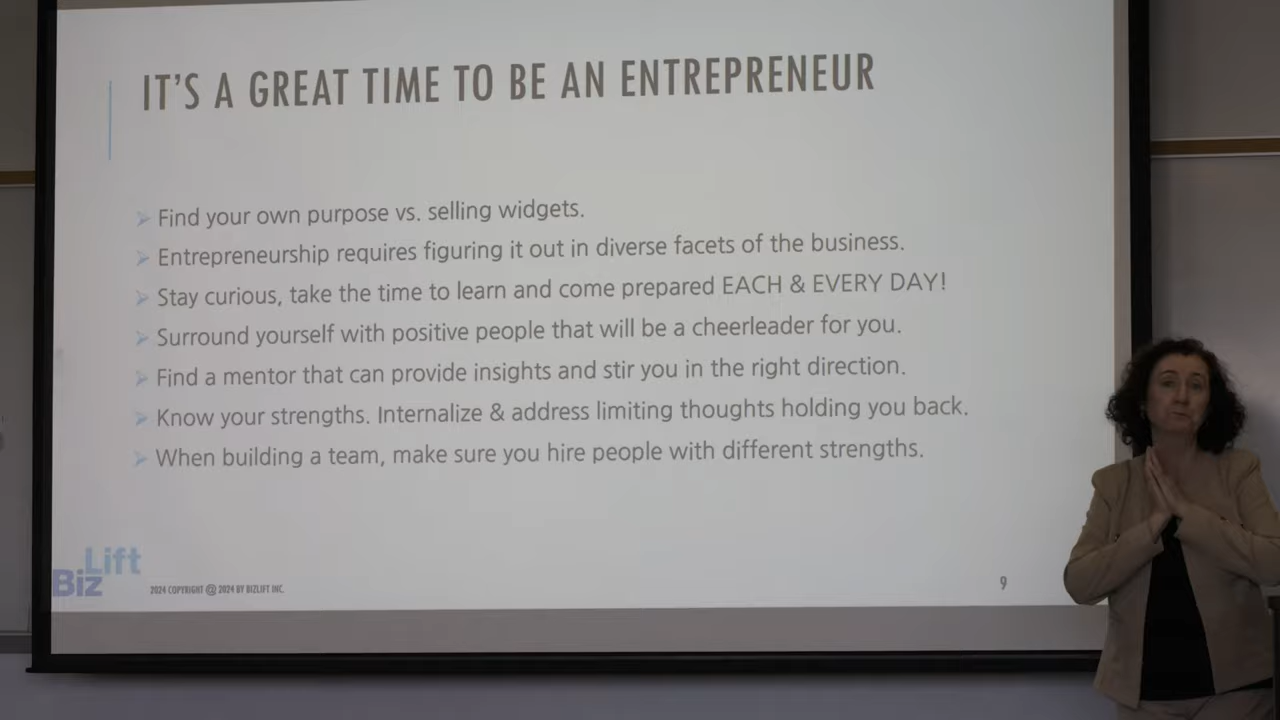 IT'S A GREAT TIME TO BE AN ENTREPRENEUR
Find your own purpose vs. selling widgets.
Entrepreneurship requires figuring it out in diverse facets of the business.
Stay curious, take the time to learn and come prepared EACH & EVERY DAY!
Surround yourself with positive people that will be a cheerleader for you.
Find a mentor that can provide insights and stir you in the right direction.
Know your strengths. Internalize & address limiting thoughts holding you back.
When building a team, make sure you hire people with different strengths.
Lift
Biz
2024 COPYRIGHT @ 2024 BY BIZLIFT INC.
9